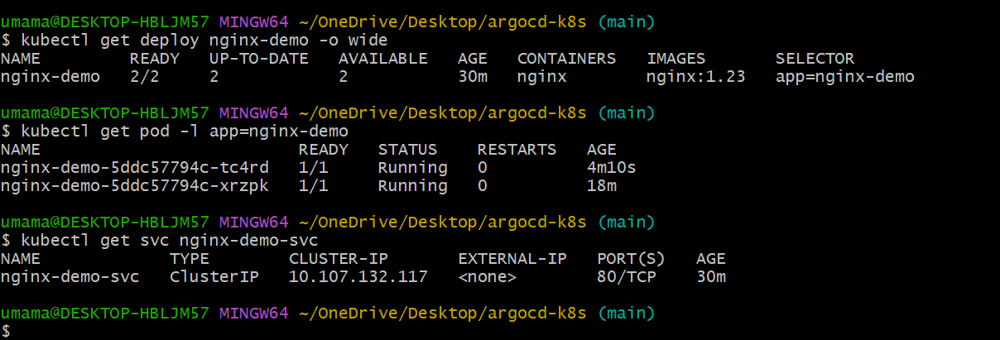 umama@DESKTOP-HBLJM57 MINGW64 ~/OneDrive/Desktop/argocd-k8s (main)
$ kubectl get deploy nginx-demo -o wide
NAME         READY   UP-TO-DATE   AVAILABLE   AGE   CONTAINERS   IMAGES       SELECTOR
nginx-demo   2/2     2            2           30m   nginx        nginx:1.23   app=nginx-demo
umama@DESKTOP-HBLJM57 MINGW64 ~/OneDrive/Desktop/argocd-k8s (main)
$ kubectl get pod -l app=nginx-demo
NAME                          READY   STATUS    RESTARTS   AGE
nginx-demo-5ddc57794c-tc4rd   1/1     Running   0          4m10s
nginx-demo-5ddc57794c-xrzpk   1/1     Running   0          18m
umama@DESKTOP-HBLJM57 MINGW64 ~/OneDrive/Desktop/argocd-k8s (main)
$ kubectl get svc nginx-demo-svc
NAME             TYPE        CLUSTER-IP       EXTERNAL-IP   PORT(S)   AGE
nginx-demo-svc   ClusterIP   10.107.132.117   <none>        80/TCP    30m
umama@DESKTOP-HBLJM57 MINGW64 ~/OneDrive/Desktop/argocd-k8s (main)
$